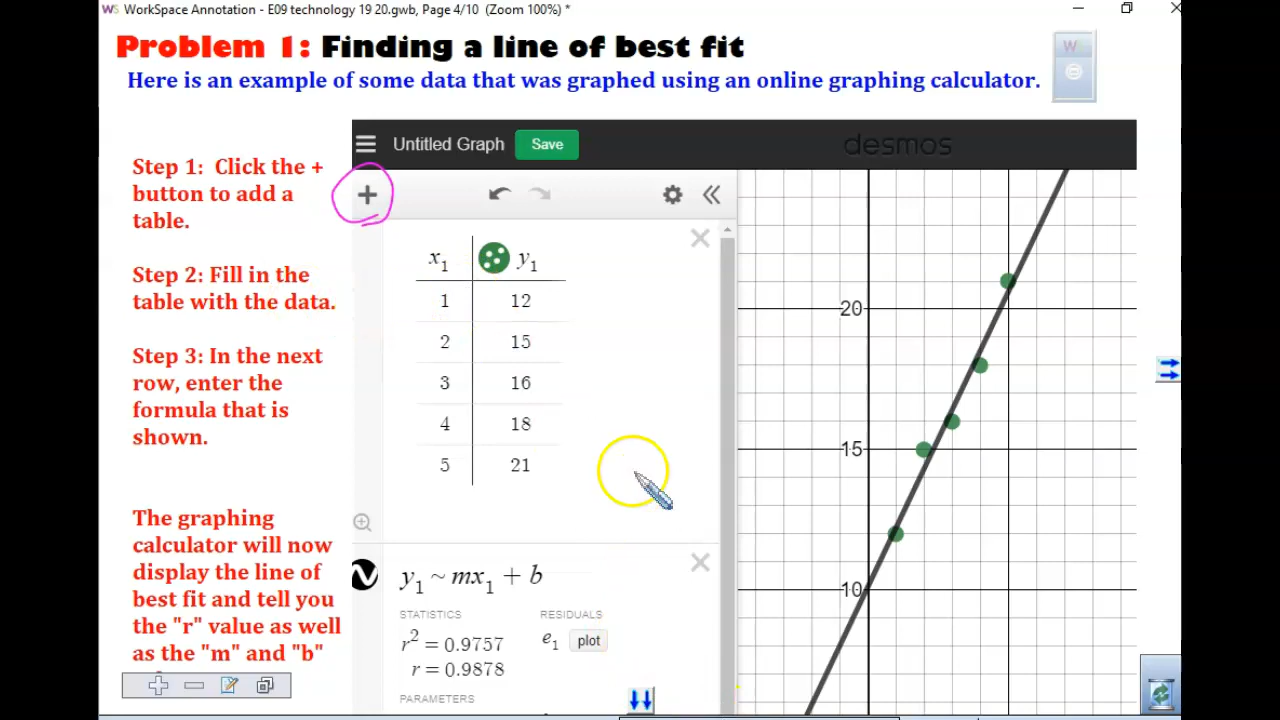 WS WorkSpace Annotation - E09 technology 19 20.gwb, Page 4/10 (Zoom 100%) *
Problem 1: Finding a line of best fit
Here is an example of some data that was graphed using an online graphing calculator.
W
Step 1: Click the +
button to add a
table.
Step 2: Fill in the
table with the data.
Step 3: In the next
row, enter the
formula that is
shown.
The graphing
calculator will now
display the line of
best fit and tell you
the "r" value as well
as the "m" and "b"
Untitled Graph Save desmos
x₁ y₁
1 12
2 15
3 16
4 18
5 21
y₁ ~ mx₁ + b
STATISTICS RESIDUALS
r² = 0.9757 e₁ plot
r = 0.9878
PARAMETERS
20
15
10